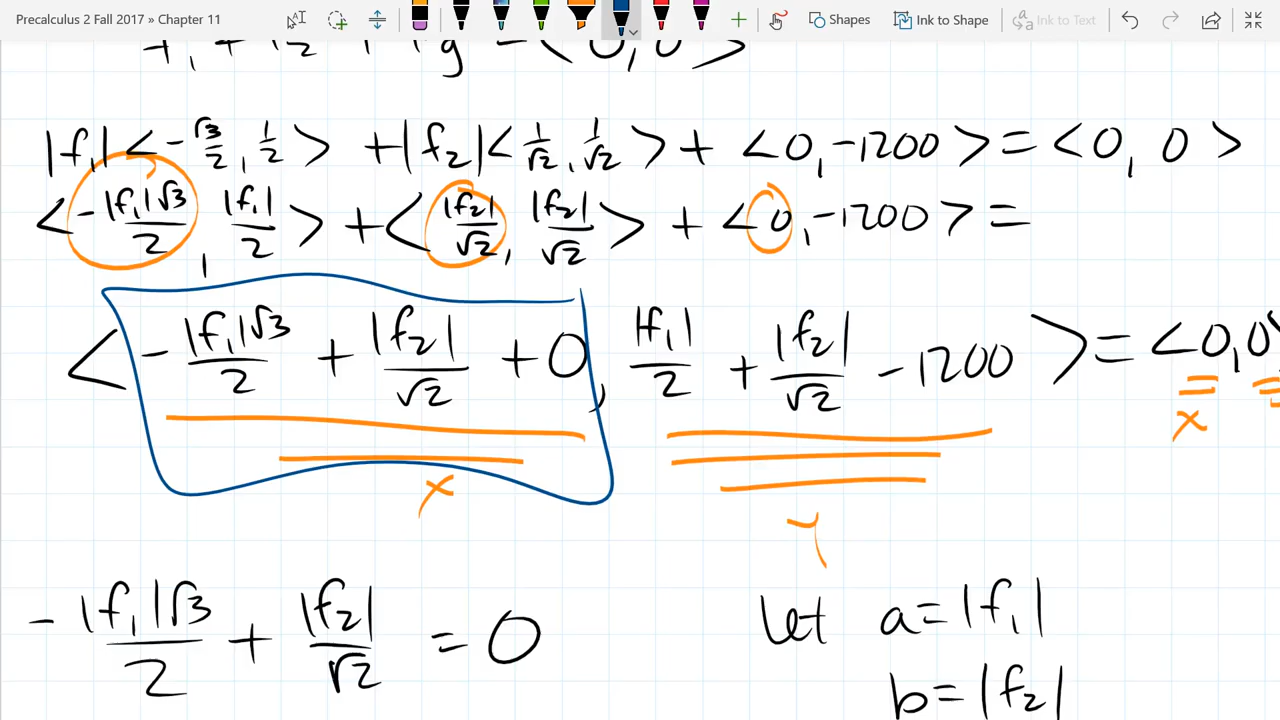 Precalculus 2 Fall 2017 » Chapter 11
Shapes
Ink to Shape
Ink to Text
<0,0>
|f₁|<-√3/2, 1/2> + |f₂|<1/√2, 1/√2> + <0, -1200> = <0, 0>
<-|f₁|√3/2, |f₁|/2> + <|f₂|/√2, |f₂|/√2> + <0, -1200> =
<-|f₁|√3/2 + |f₂|/√2 + 0, |f₁|/2 + |f₂|/√2 - 1200> = <0,0>
x
x
Y
-|f₁|√3/2 + |f₂|/√2 = 0
let a = |f₁|
b = |f₂|